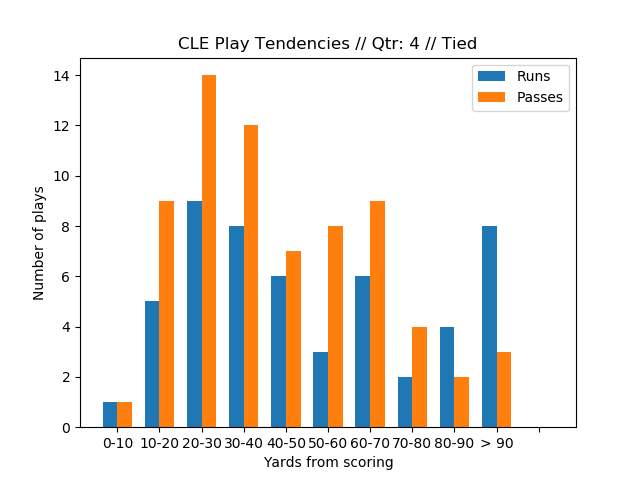 CLE Play Tendencies // Qtr: 4 // Tied
Runs
Passes
Number of plays
14
12
10
8
6
4
2
0
0-10 10-20 20-30 30-40 40-50 50-60 60-70 70-80 80-90 > 90
Yards from scoring